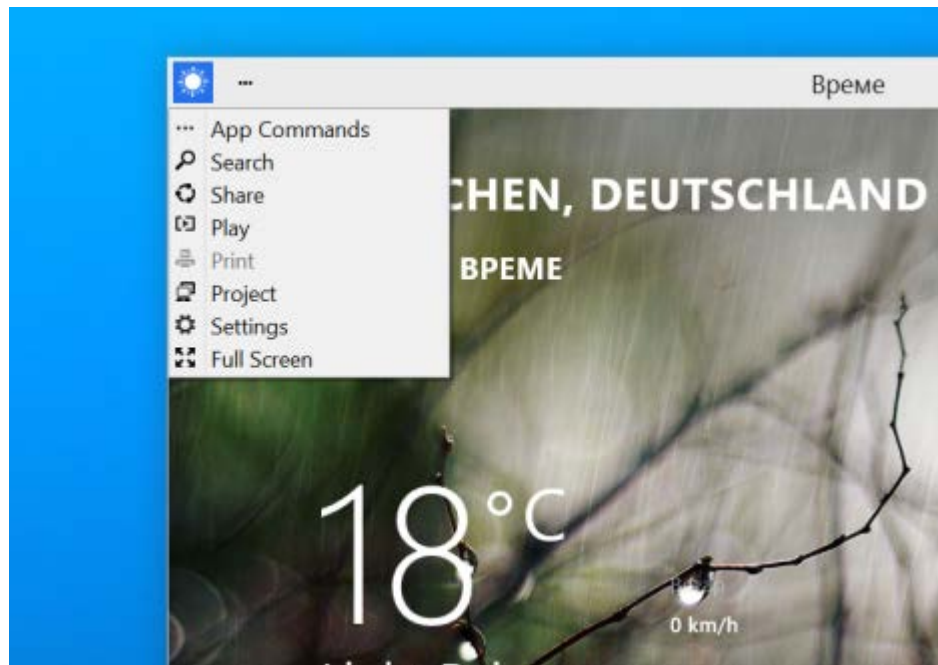 ... Време
... App Commands
Search
Share
Play
Print
Project
Settings
Full Screen
CHEN, DEUTSCHLAND
ВРЕМЕ
18°C
0 km/h